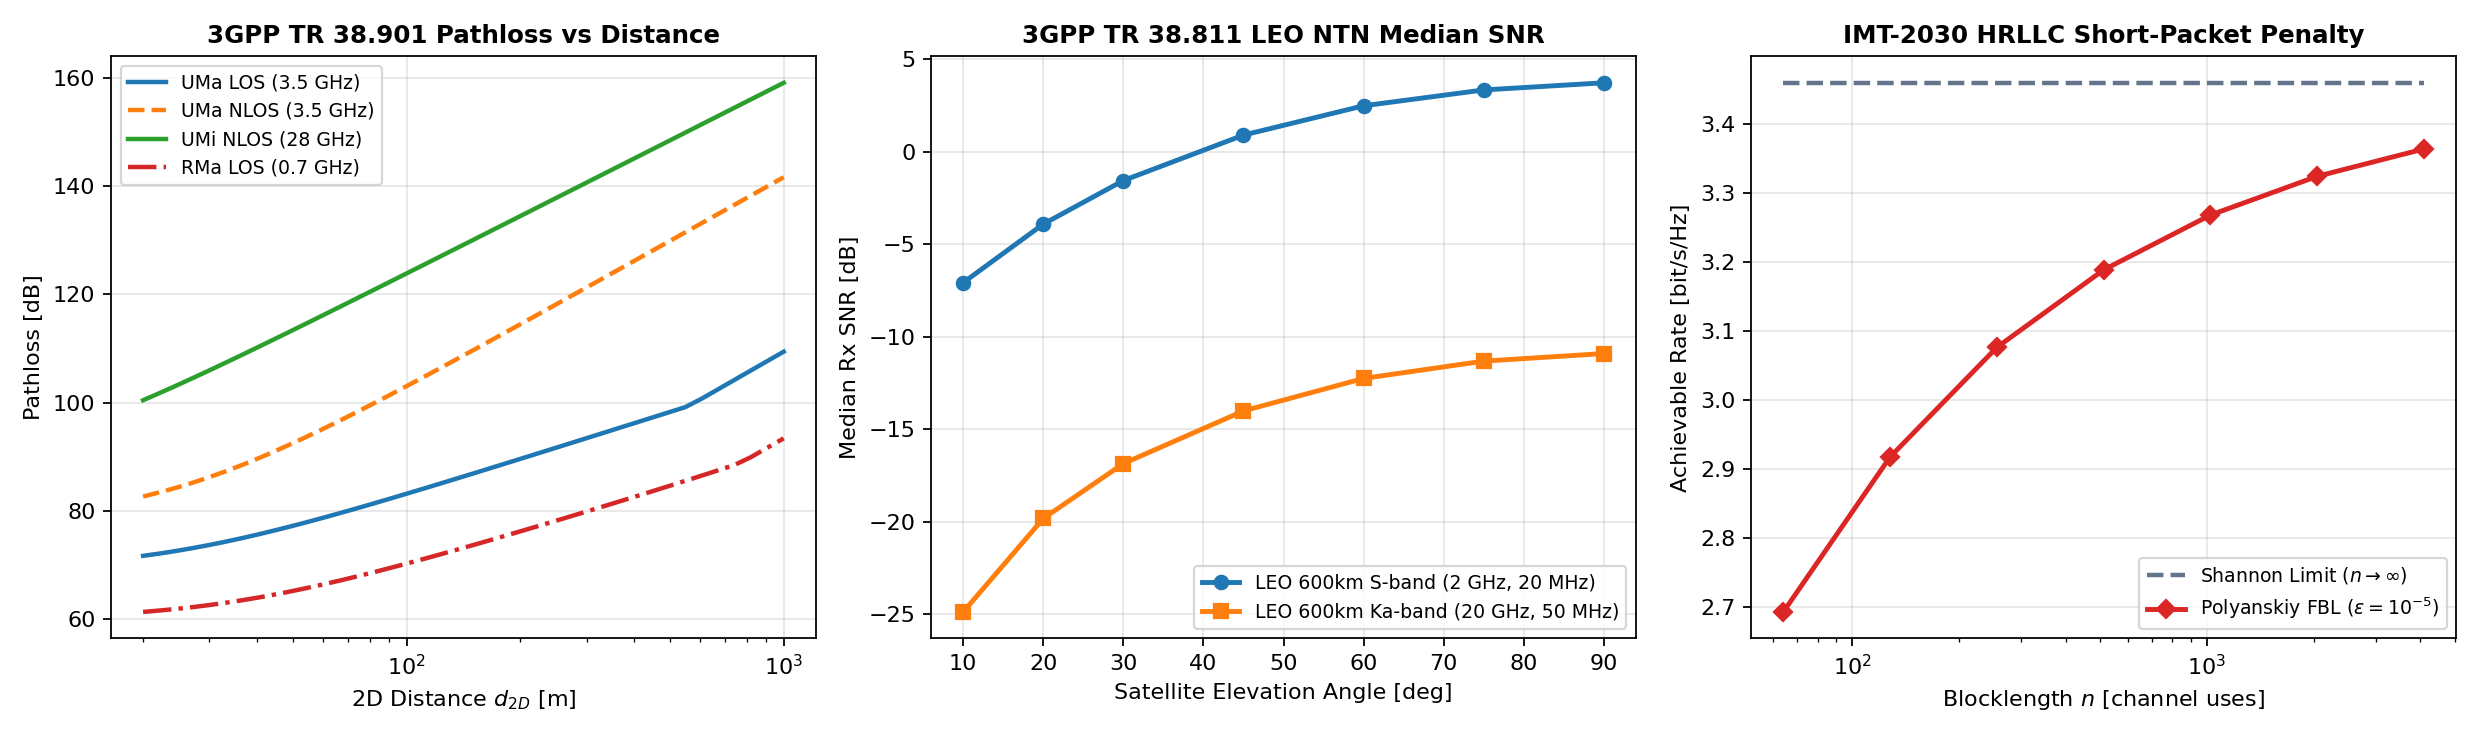 3GPP TR 38.901 Pathloss vs Distance
160
140
120
100
80
60
Pathloss [dB]
UMa LOS (3.5 GHz)
UMa NLOS (3.5 GHz)
UMi NLOS (28 GHz)
RMa LOS (0.7 GHz)
10²
10³
2D Distance d₂D [m]
3GPP TR 38.811 LEO NTN Median SNR
5
0
−5
−10
−15
−20
−25
Median Rx SNR [dB]
LEO 600km S-band (2 GHz, 20 MHz)
LEO 600km Ka-band (20 GHz, 50 MHz)
10 20 30 40 50 60 70 80 90
Satellite Elevation Angle [deg]
IMT-2030 HRLLC Short-Packet Penalty
3.4
3.3
3.2
3.1
3.0
2.9
2.8
2.7
Achievable Rate [bit/s/Hz]
Shannon Limit (n → ∞)
Polyanskiy FBL (ε = 10⁻⁵)
10²
10³
Blocklength n [channel uses]